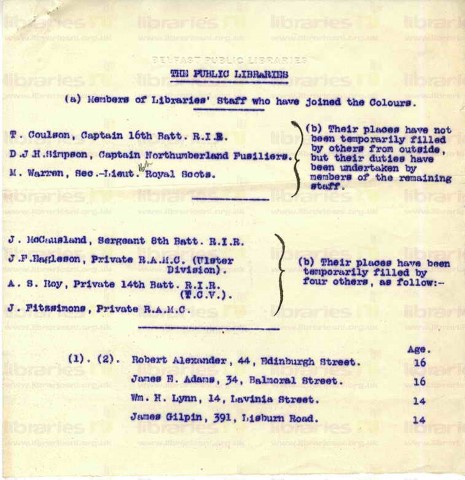 BELFAST PUBLIC LIBRARIES
THE PUBLIC LIBRARIES
(a) Members of Libraries' Staff who have joined the Colours.
T. Coulson, Captain 16th Batt. R.I.R.
D.J.H.Simpson, Captain Northumberland Fusiliers.
M. Warren, Sec.-Lieut. Royal Scots.
(b) Their places have not
been temporarily filled
by others from outside,
but their duties have
been undertaken by
members of the remaining
staff.
J. McCausland, Sergeant 8th Batt. R.I.R.
J.F.Eagleson, Private R.A.M.C. (Ulster
Division).
A. S. Roy, Private 14th Batt. R.I.R.
(Y.C.V.).
J. Fitzsimons, Private R.A.M.C.
(b) Their places have been
temporarily filled by
four others, as follow:-
Age.
(1). (2). Robert Alexander, 44, Edinburgh Street. 16
James E. Adams, 34, Balmoral Street. 16
Wm. H. Lynn, 14, Lavinia Street. 14
James Gilpin, 391, Lisburn Road. 14